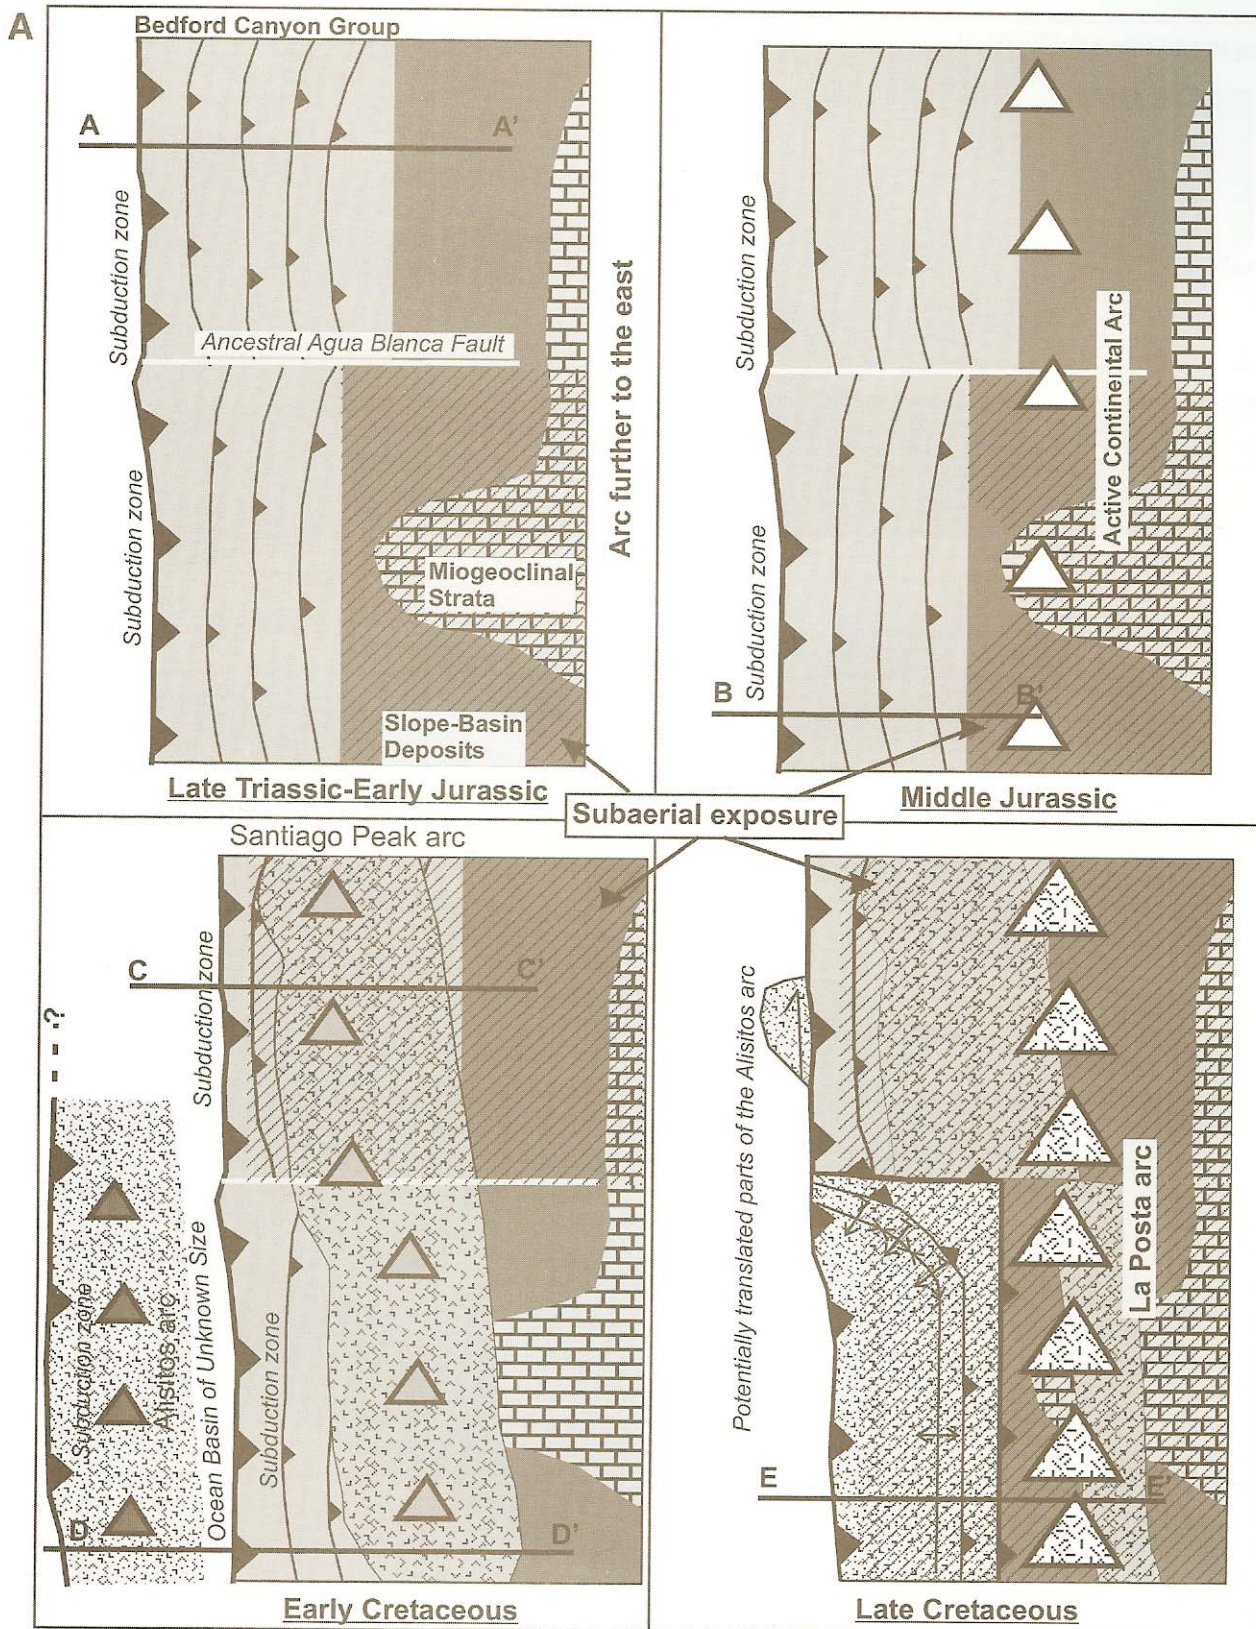 A
Bedford Canyon Group
A
A'
Subduction zone
Ancestral Agua Blanca Fault
Subduction zone
Miogeoclinal
Strata
Slope-Basin
Deposits
Arc further to the east
Late Triassic-Early Jurassic
Subduction zone
Active Continental Arc
Subduction zone
B
B'
Middle Jurassic
Subaerial exposure
Santiago Peak arc
Subduction zone
C
C'
?
Subduction zone
Alisitos arc
Ocean Basin of Unknown Size
Subduction zone
D
D'
Early Cretaceous
Potentially translated parts of the Alisitos arc
La Posta arc
E
E'
Late Cretaceous